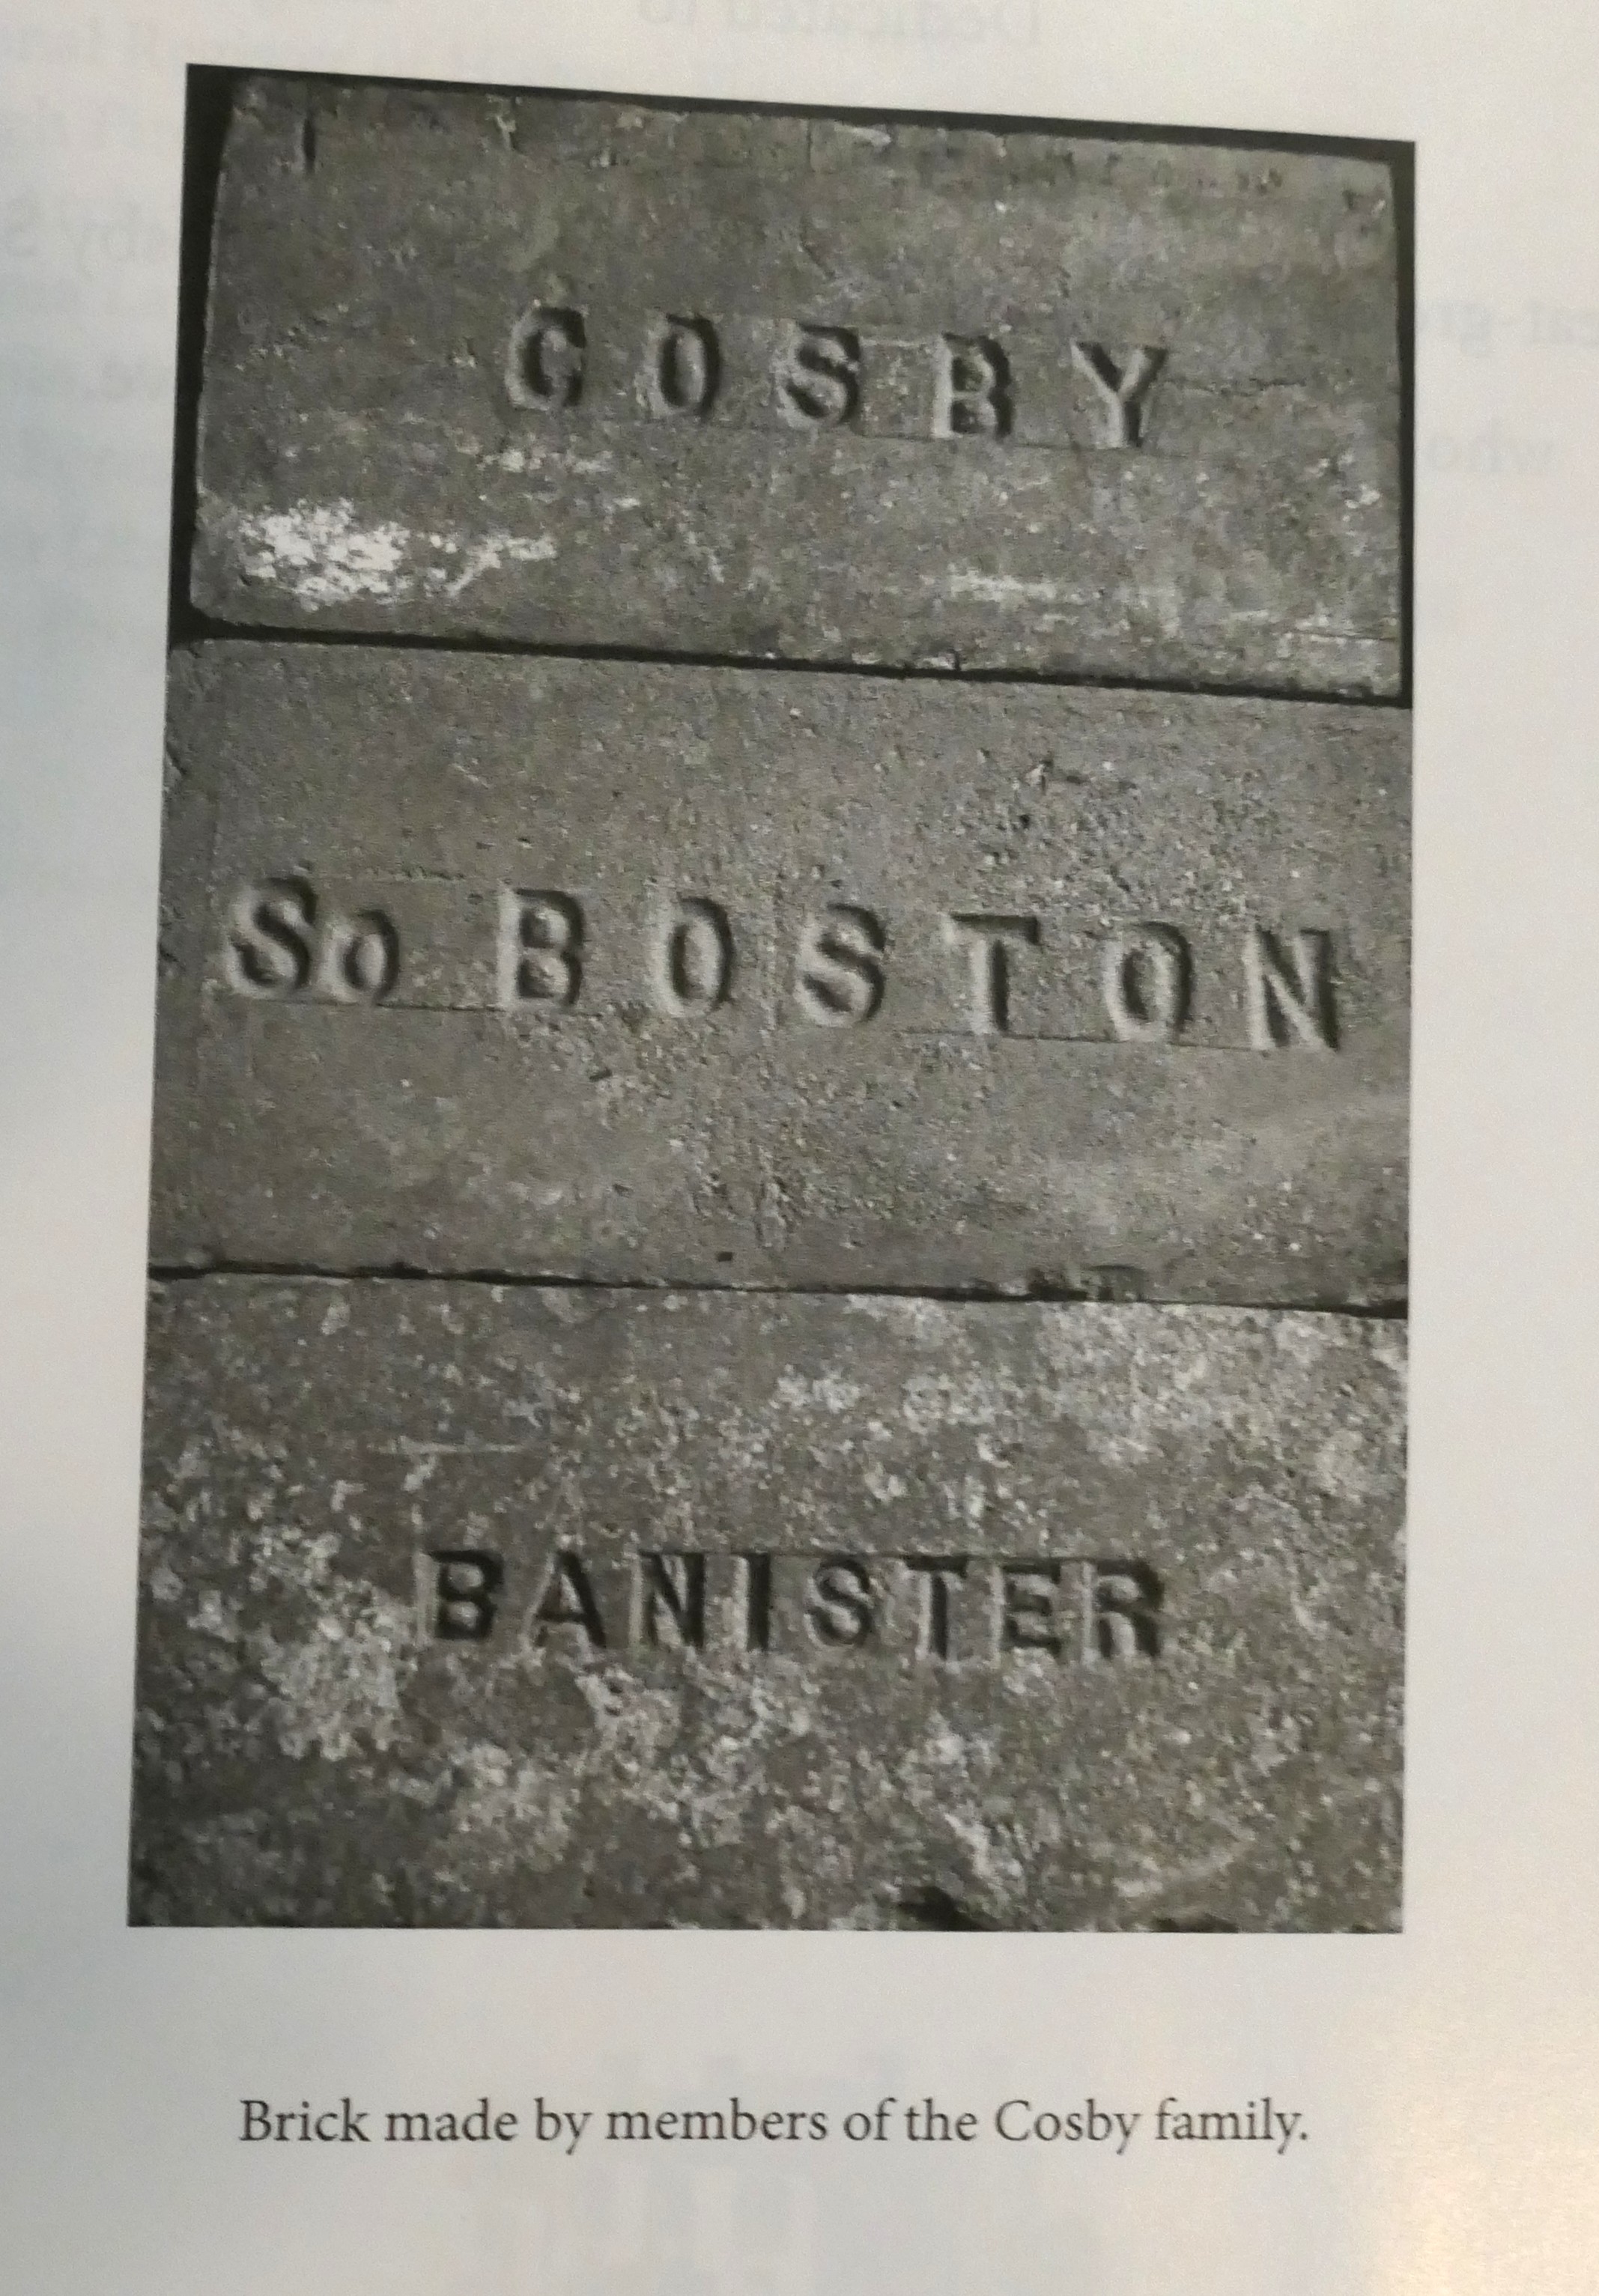 COSBY
So BOSTON
BANISTER
Brick made by members of the Cosby family.